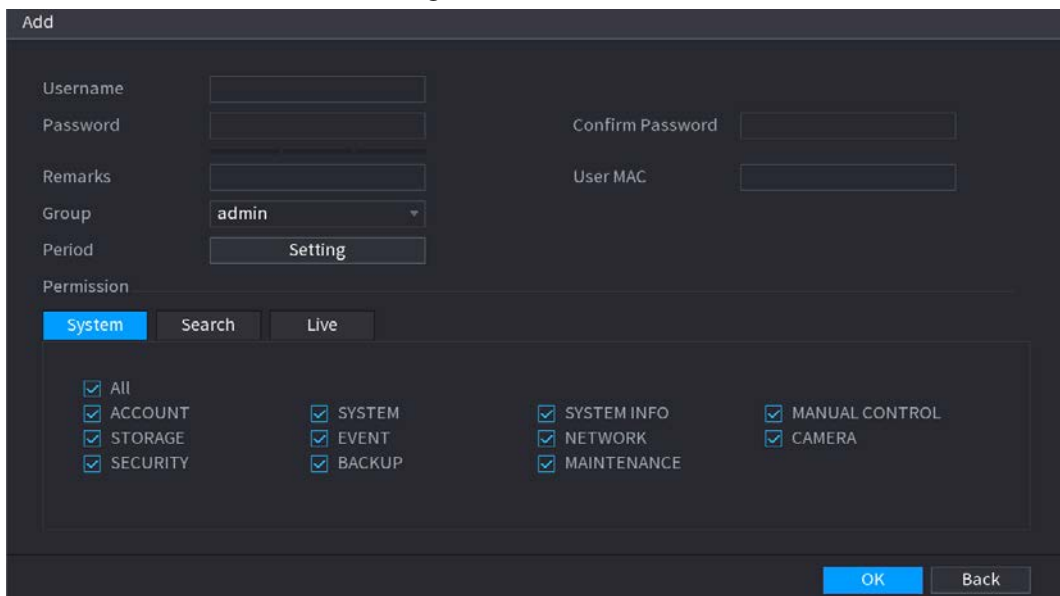 Add
Username
Password Confirm Password
Remarks User MAC
Group admin
Period Setting
Permission
System Search Live
All
ACCOUNT SYSTEM SYSTEM INFO MANUAL CONTROL
STORAGE EVENT NETWORK CAMERA
SECURITY BACKUP MAINTENANCE
OK Back